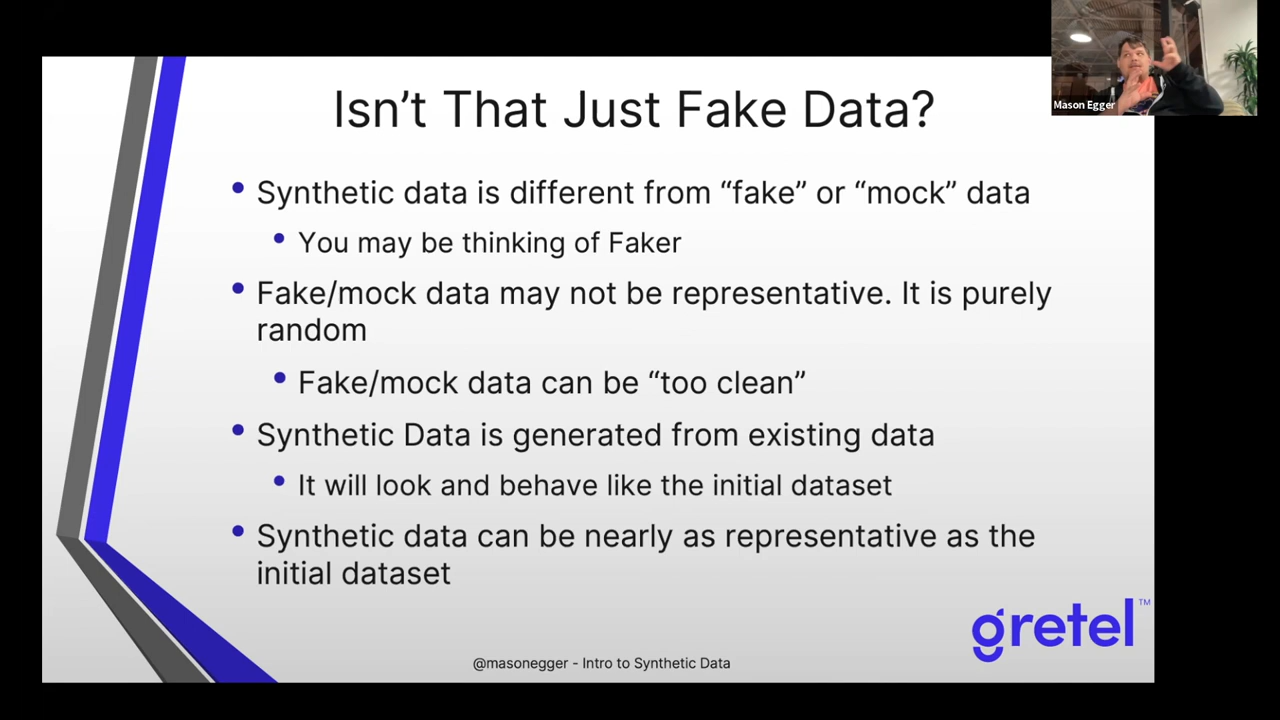 Mason Egger
Isn’t That Just Fake Data?
Synthetic data is different from “fake” or “mock” data
You may be thinking of Faker
Fake/mock data may not be representative. It is purely
random
Fake/mock data can be “too clean”
Synthetic Data is generated from existing data
It will look and behave like the initial dataset
Synthetic data can be nearly as representative as the
initial dataset
gretel™
@masonegger - Intro to Synthetic Data